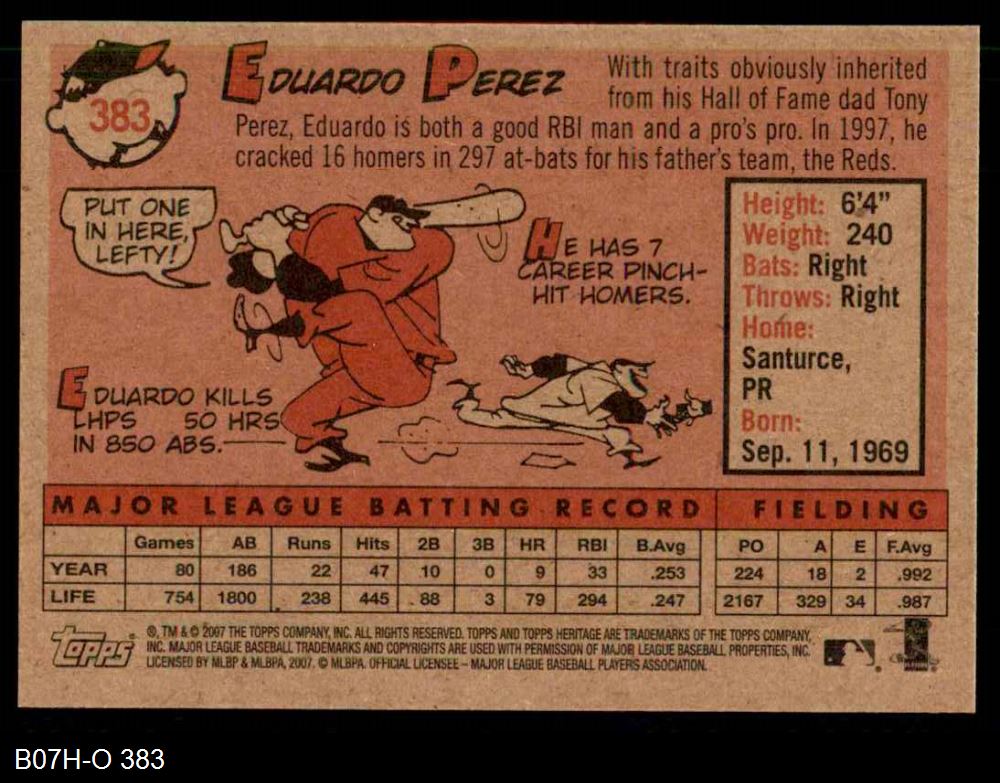 383
EDUARDO PEREZ
With traits obviously inherited
from his Hall of Fame dad Tony
Perez, Eduardo is both a good RBI man and a pro's pro. In 1997, he
cracked 16 homers in 297 at-bats for his father's team, the Reds.
PUT ONE
IN HERE,
LEFTY!
HE HAS 7
CAREER PINCH-
HIT HOMERS.
EDUARDO KILLS
LHPS 50 HRS
IN 850 ABS.
Height: 6'4"
Weight: 240
Bats: Right
Throws: Right
Home:
Santurce,
PR
Born:
Sep. 11, 1969
MAJOR LEAGUE BATTING RECORD FIELDING
Games AB Runs Hits 2B 3B HR RBI B.Avg PO A E F.Avg
YEAR 80 186 22 47 10 0 9 33 .253 224 18 2 .992
LIFE 754 1800 238 445 88 3 79 294 .247 2167 329 34 .987
topps
®, TM & © 2007 THE TOPPS COMPANY, INC. ALL RIGHTS RESERVED. TOPPS AND TOPPS HERITAGE ARE TRADEMARKS OF THE TOPPS COMPANY,
INC. MAJOR LEAGUE BASEBALL TRADEMARKS AND COPYRIGHTS ARE USED WITH PERMISSION OF MAJOR LEAGUE BASEBALL PROPERTIES, INC.
LICENSED BY MLBP & MLBPA, 2007. © MLBPA. OFFICIAL LICENSEE – MAJOR LEAGUE BASEBALL PLAYERS ASSOCIATION.
B07H-O 383